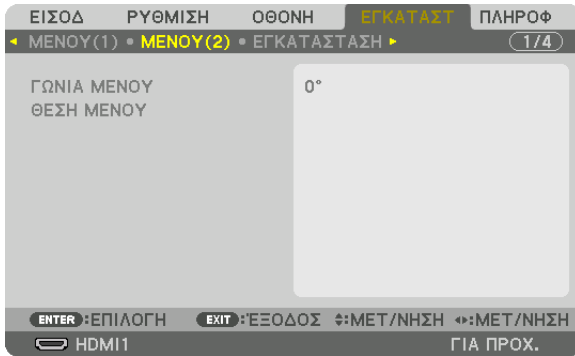 ΕΙΣΟΔ ΡΥΘΜΙΣΗ ΟΘΟΝΗ ΕΓΚΑΤΑΣΤ ΠΛΗΡΟΦ
◂ ΜΕΝΟΥ(1) • ΜΕΝΟΥ(2) • ΕΓΚΑΤΑΣΤΑΣΗ ▸ 1/4
ΓΩΝΙΑ ΜΕΝΟΥ 0°
ΘΕΣΗ ΜΕΝΟΥ
ENTER :ΕΠΙΛΟΓΗ EXIT :ΈΞΟΔΟΣ ♦:ΜΕΤ/ΝΗΣΗ ◂▸:ΜΕΤ/ΝΗΣΗ
HDMI1 ΓΙΑ ΠΡΟΧ.